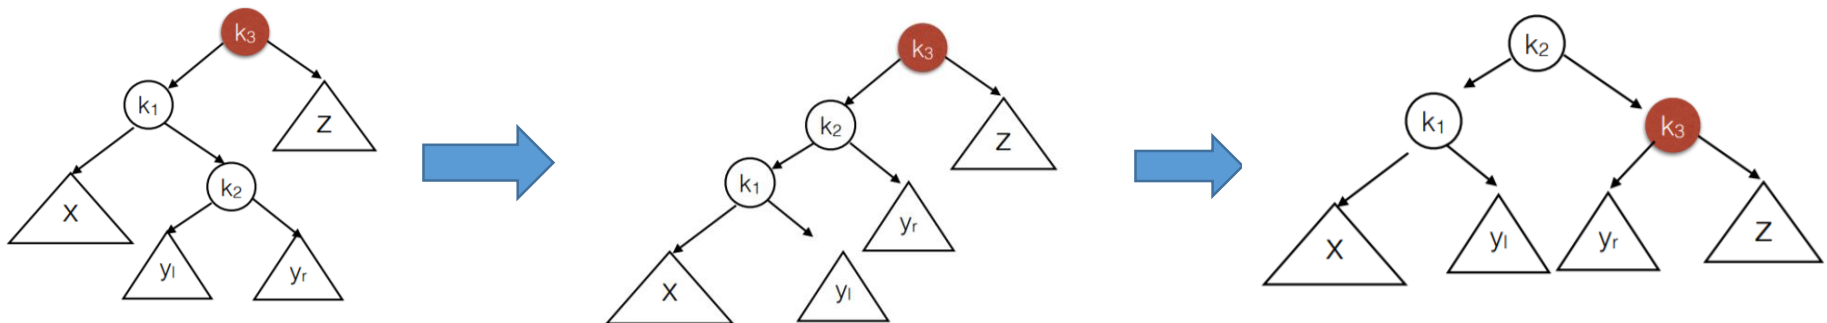 k₃
k₁
Z
X
k₂
yₗ
yᵣ
k₃
k₂
Z
k₁
yᵣ
X
yₗ
k₂
k₁
k₃
X
yₗ
yᵣ
Z